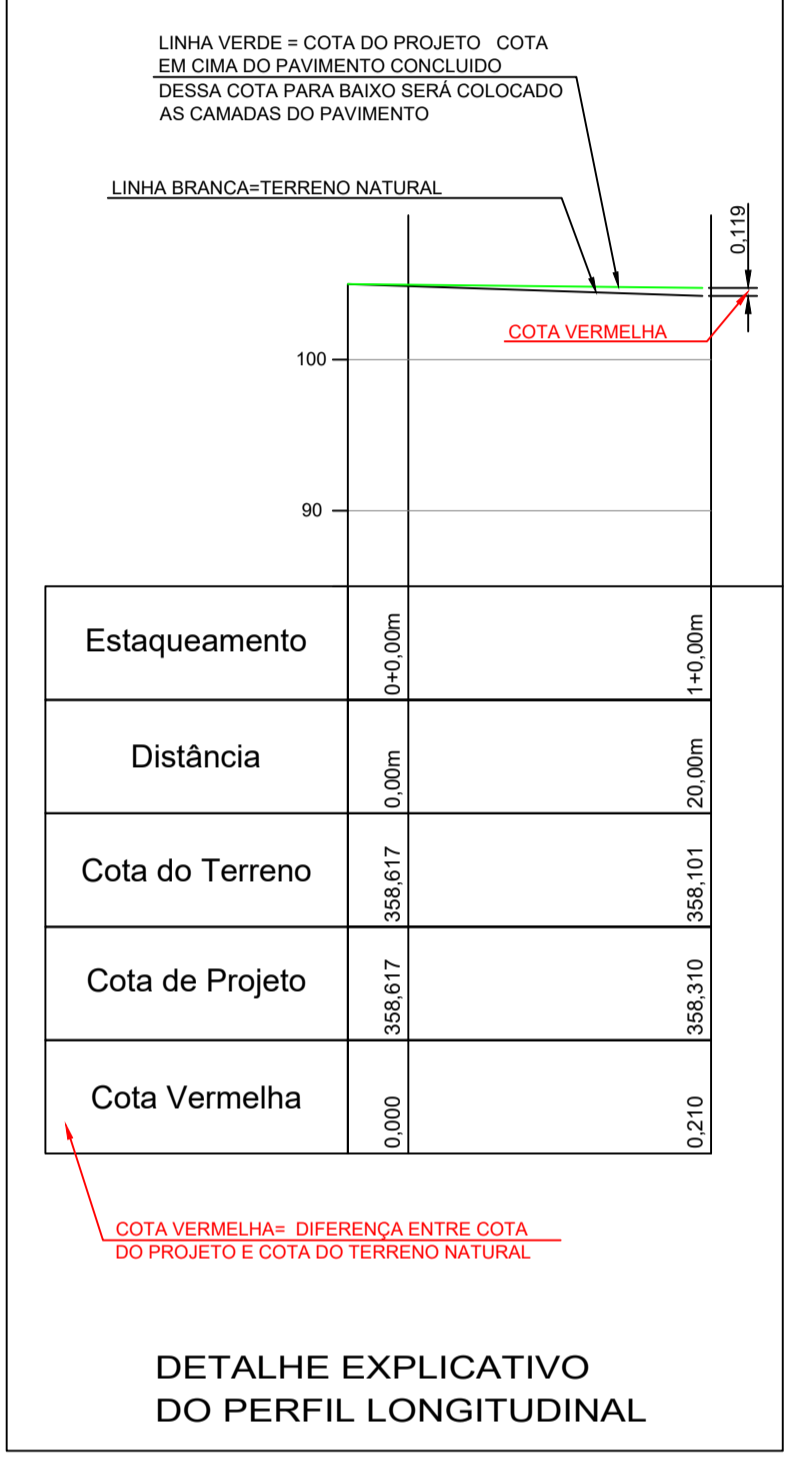 LINHA VERDE = COTA DO PROJETO COTA
EM CIMA DO PAVIMENTO CONCLUIDO
DESSA COTA PARA BAIXO SERÁ COLOCADO
AS CAMADAS DO PAVIMENTO
LINHA BRANCA=TERRENO NATURAL
0,119
COTA VERMELHA
100
90
Estaqueamento
0+0,00m
1+0,00m
Distância
0,00m
20,00m
Cota do Terreno
358,617
358,101
Cota de Projeto
358,617
358,310
Cota Vermelha
0,000
0,210
COTA VERMELHA= DIFERENÇA ENTRE COTA
DO PROJETO E COTA DO TERRENO NATURAL
DETALHE EXPLICATIVO
DO PERFIL LONGITUDINAL